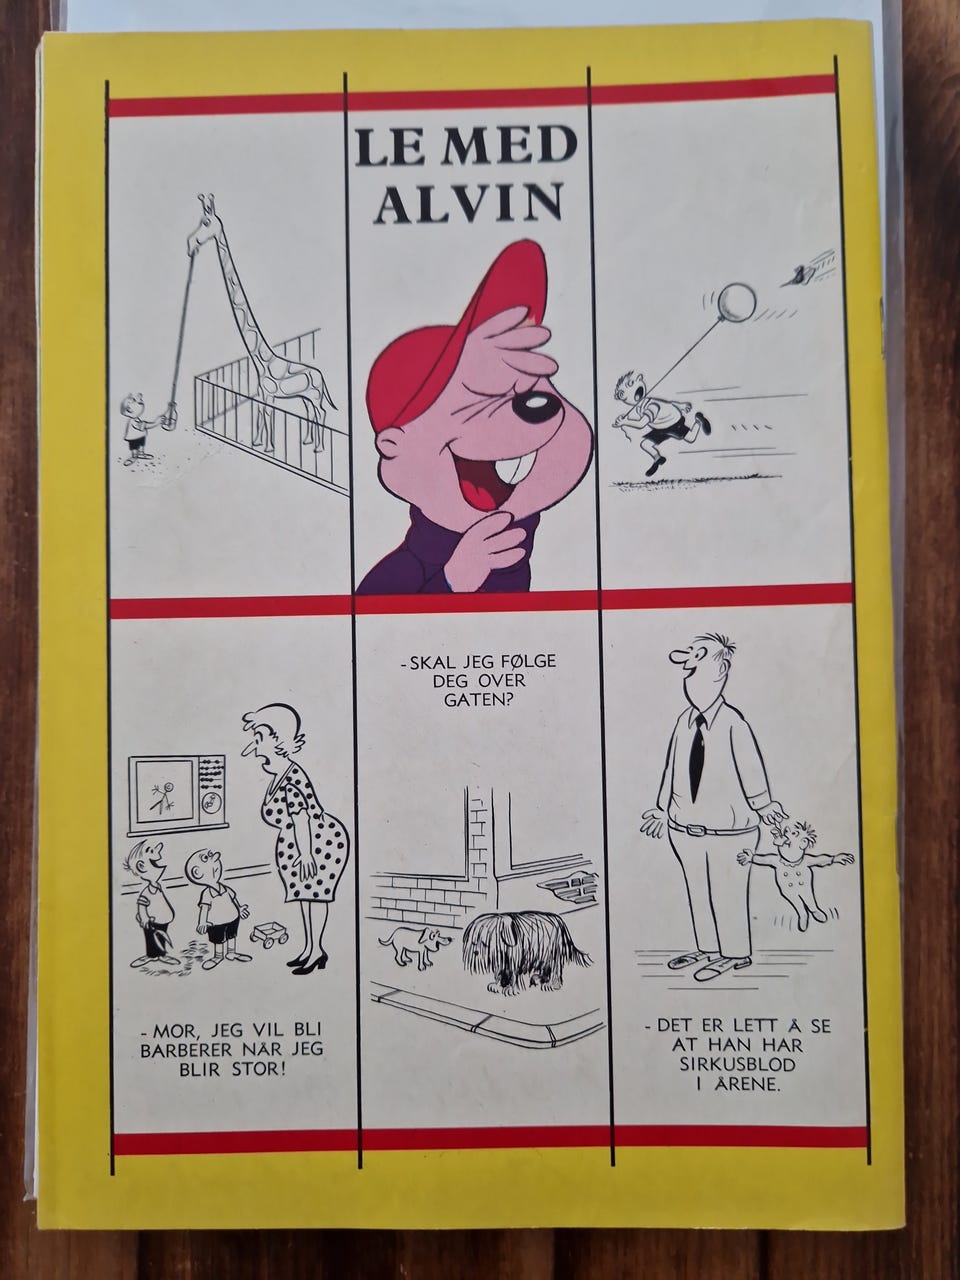 LE MED
ALVIN
- SKAL JEG FØLGE
DEG OVER
GATEN?
- MOR, JEG VIL BLI
BARBERER NÅR JEG
BLIR STOR!
- DET ER LETT Å SE
AT HAN HAR
SIRKUSBLOD
I ÅRENE.